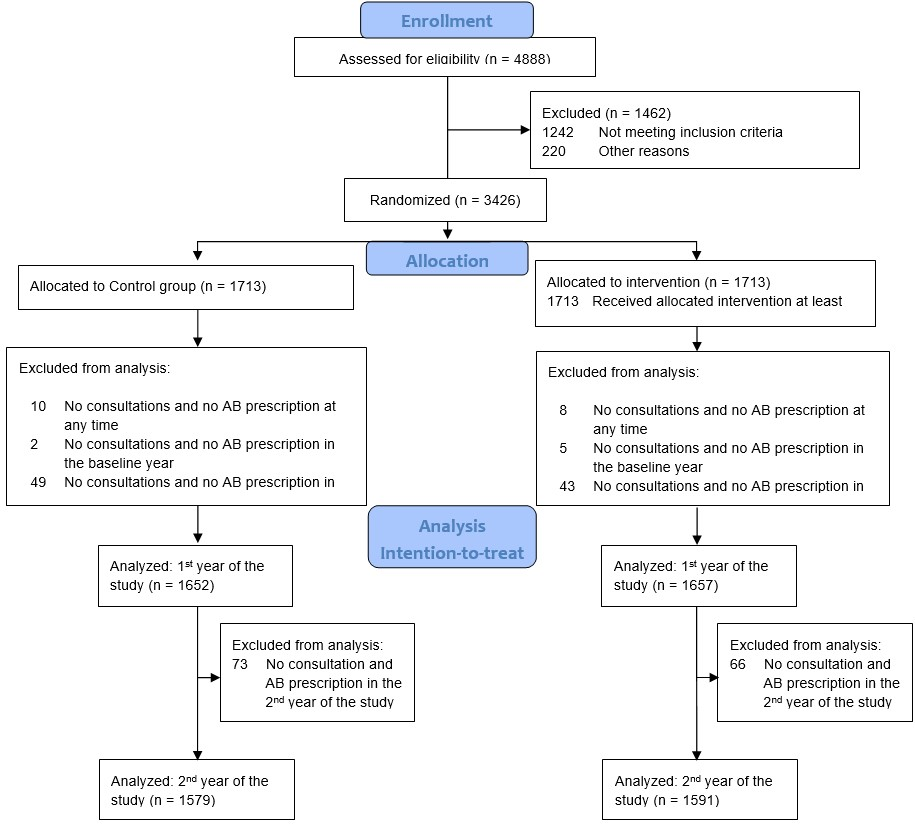 Enrollment
Assessed for eligibility (n = 4888)
Excluded (n = 1462)
1242 Not meeting inclusion criteria
220 Other reasons
Randomized (n = 3426)
Allocation
Allocated to Control group (n = 1713)
Allocated to intervention (n = 1713)
1713 Received allocated intervention at least
Excluded from analysis:
10 No consultations and no AB prescription at
any time
2 No consultations and no AB prescription in
the baseline year
49 No consultations and no AB prescription in
Excluded from analysis:
8 No consultations and no AB prescription at
any time
5 No consultations and no AB prescription in
the baseline year
43 No consultations and no AB prescription in
Analysis
Intention-to-treat
Analyzed: 1st year of the
study (n = 1652)
Analyzed: 1st year of the
study (n = 1657)
Excluded from analysis:
73 No consultation and
AB prescription in the
2nd year of the study
Excluded from analysis:
66 No consultation and
AB prescription in the
2nd year of the study
Analyzed: 2nd year of the
study (n = 1579)
Analyzed: 2nd year of the
study (n = 1591)